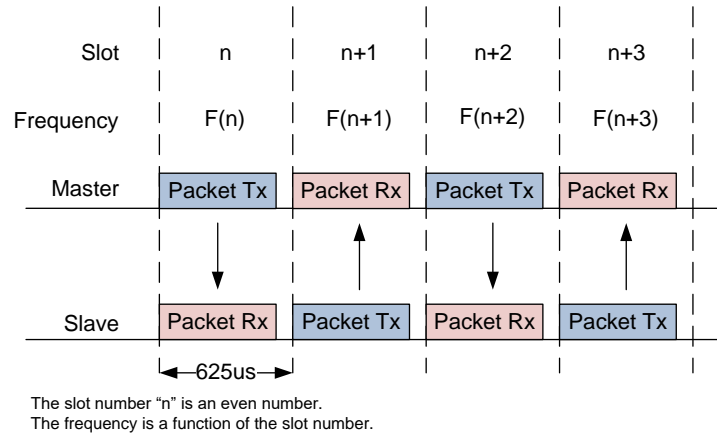 Slot n n+1 n+2 n+3
Frequency F(n) F(n+1) F(n+2) F(n+3)
Master Packet Tx Packet Rx Packet Tx Packet Rx
Slave Packet Rx Packet Tx Packet Rx Packet Tx
625us
The slot number “n” is an even number.
The frequency is a function of the slot number.